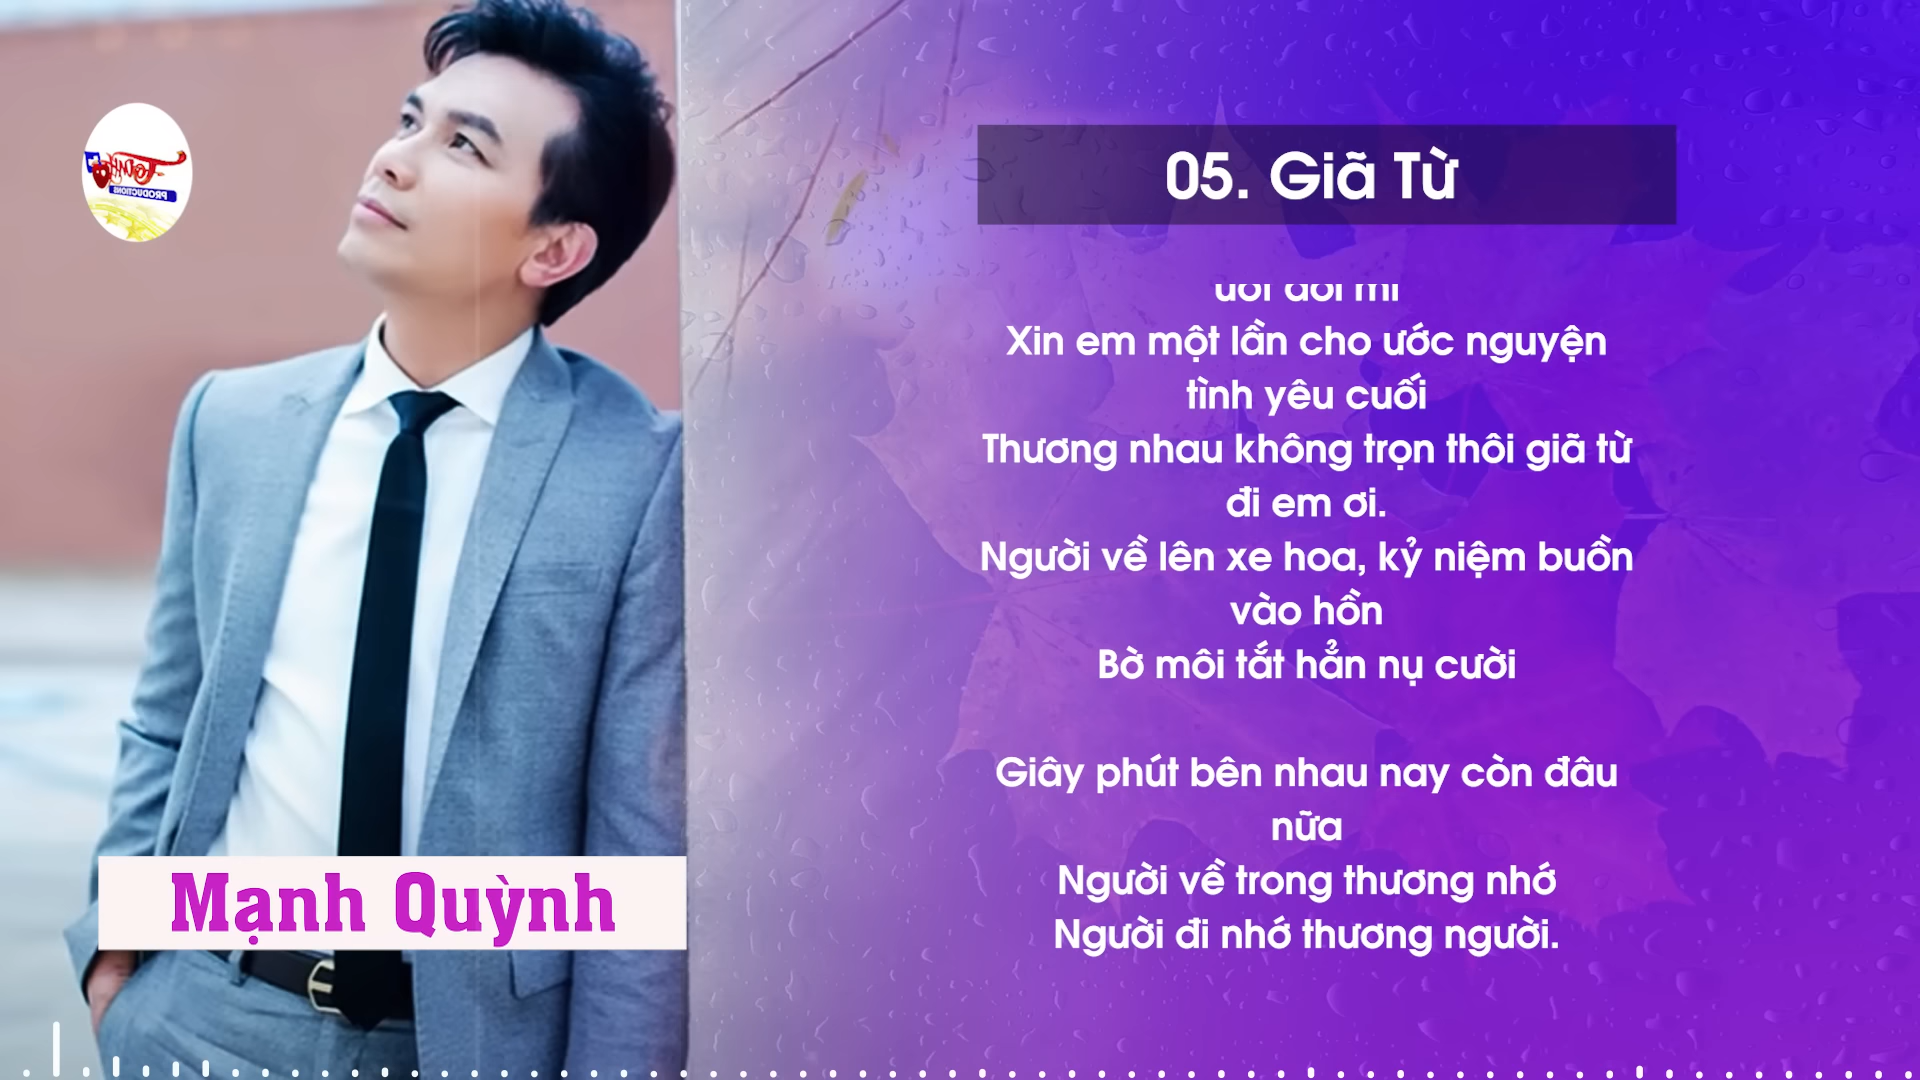 TONY
PRODUCTIONS
05. Giã Từ
Xin em một lần cho ước nguyện
tình yêu cuối
Thương nhau không trọn thôi giã từ
đi em ơi.
Người về lên xe hoa, kỷ niệm buồn
vào hồn
Bờ môi tắt hẳn nụ cười
Giây phút bên nhau nay còn đâu
nữa
Người về trong thương nhớ
Người đi nhớ thương người.
Mạnh Quỳnh